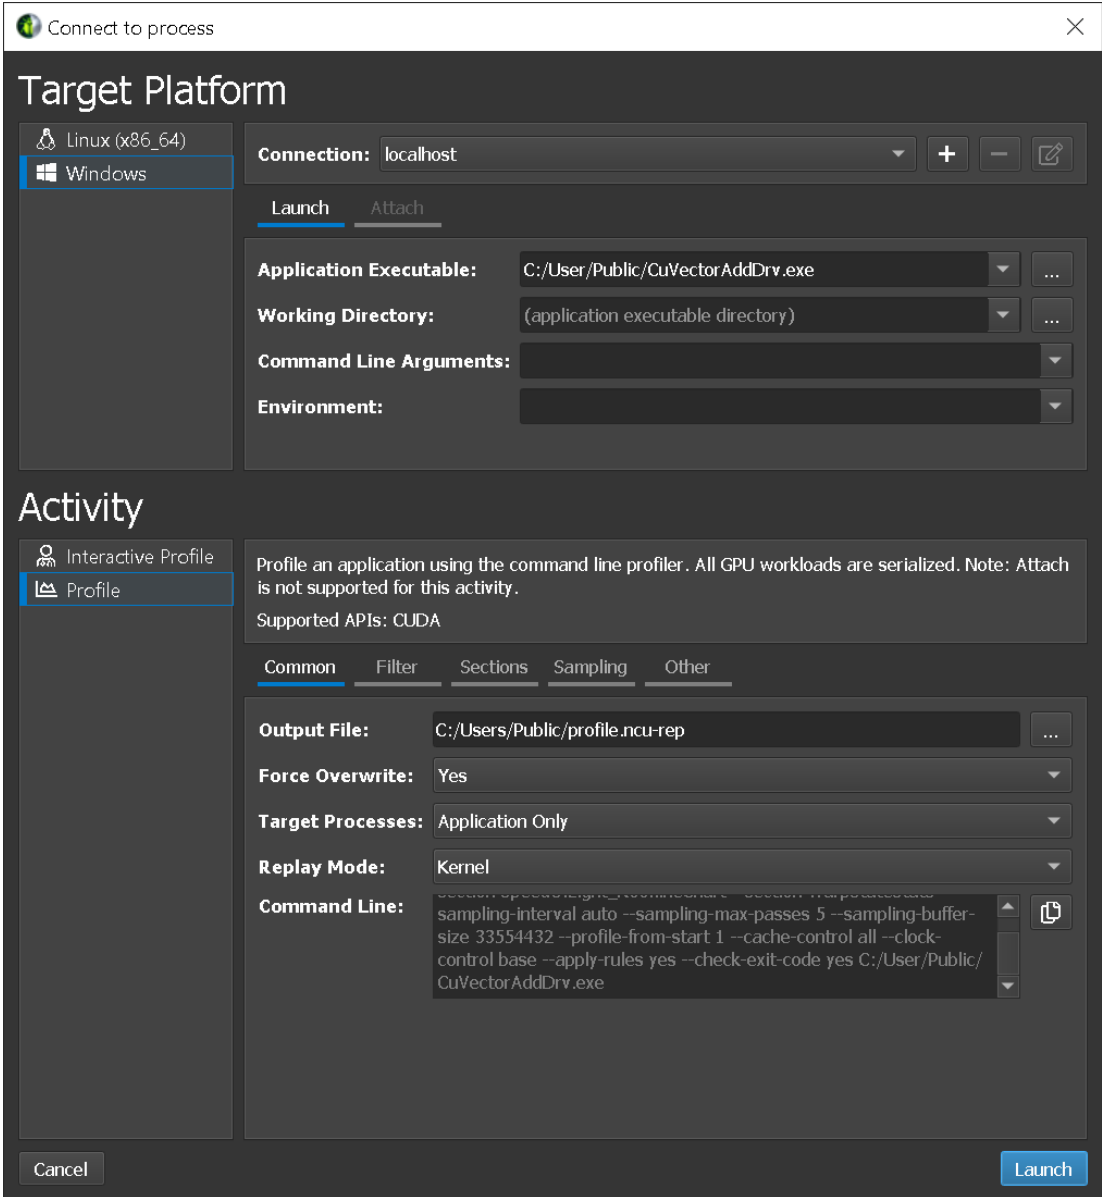 Connect to process
Target Platform
Linux (x86_64)
Windows
Connection: localhost
Launch Attach
Application Executable: C:/User/Public/CuVectorAddDrv.exe ...
Working Directory: (application executable directory) ...
Command Line Arguments:
Environment:
Activity
Interactive Profile
Profile
Profile an application using the command line profiler. All GPU workloads are serialized. Note: Attach
is not supported for this activity.
Supported APIs: CUDA
Common Filter Sections Sampling Other
Output File: C:/Users/Public/profile.ncu-rep ...
Force Overwrite: Yes
Target Processes: Application Only
Replay Mode: Kernel
Command Line:
sampling-interval auto --sampling-max-passes 5 --sampling-buffer-
size 33554432 --profile-from-start 1 --cache-control all --clock-
control base --apply-rules yes --check-exit-code yes C:/User/Public/
CuVectorAddDrv.exe
Cancel Launch